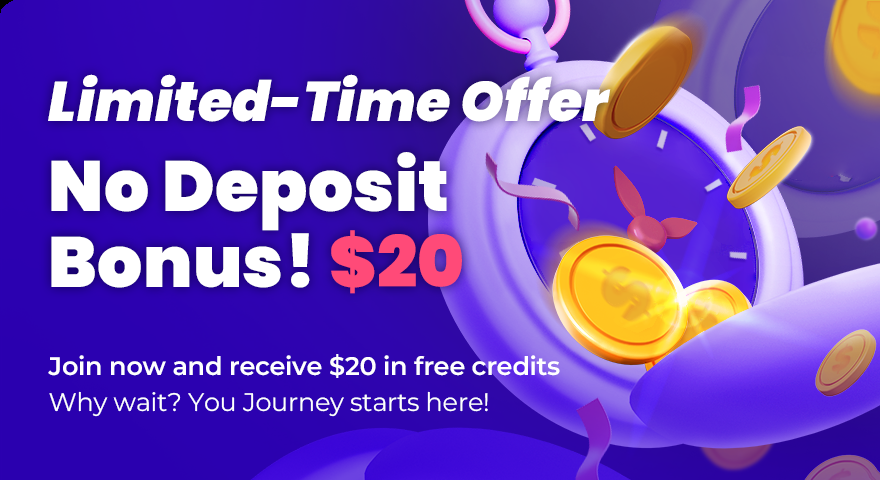 Limited-Time Offer
No Deposit
Bonus! $20
Join now and receive $20 in free credits
Why wait? You Journey starts here!